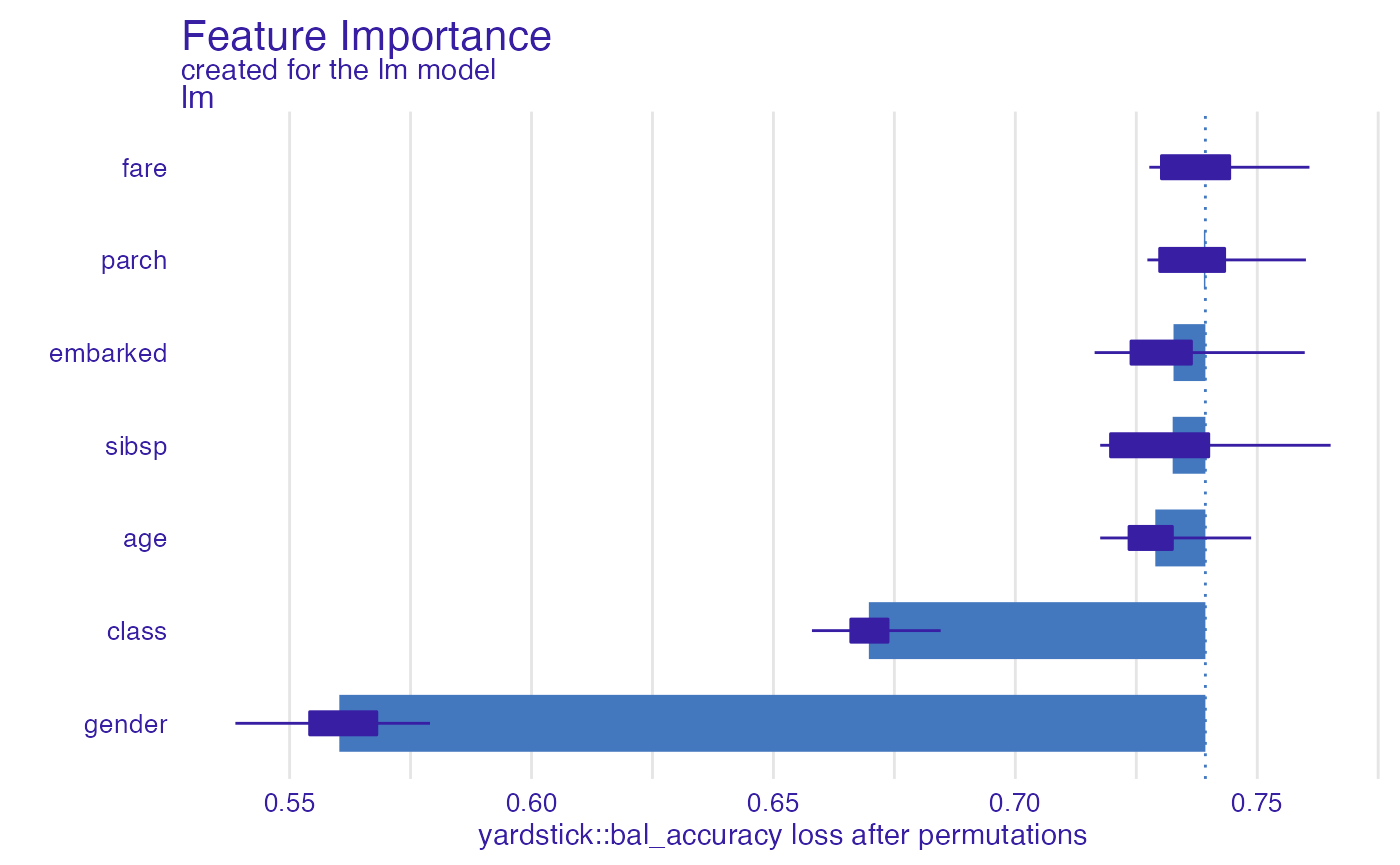 Feature Importance
created for the lm model
lm
fare
parch
embarked
sibsp
age
class
gender
0.55 0.60 0.65 0.70 0.75
yardstick::bal_accuracy loss after permutations